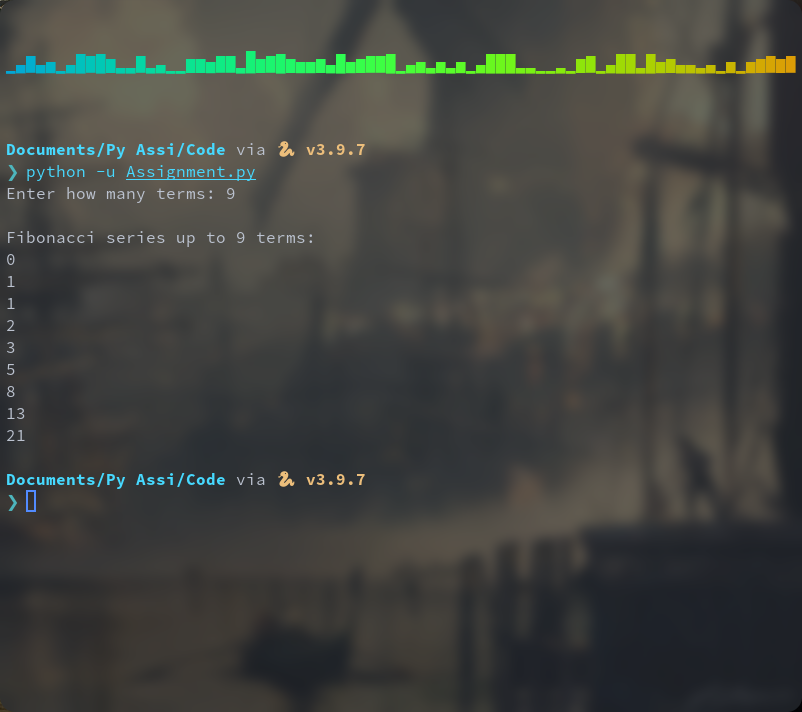 Documents/Py Assi/Code via 🐍 v3.9.7
❯ python -u Assignment.py
Enter how many terms: 9
Fibonacci series up to 9 terms:
0
1
1
2
3
5
8
13
21
Documents/Py Assi/Code via 🐍 v3.9.7
❯